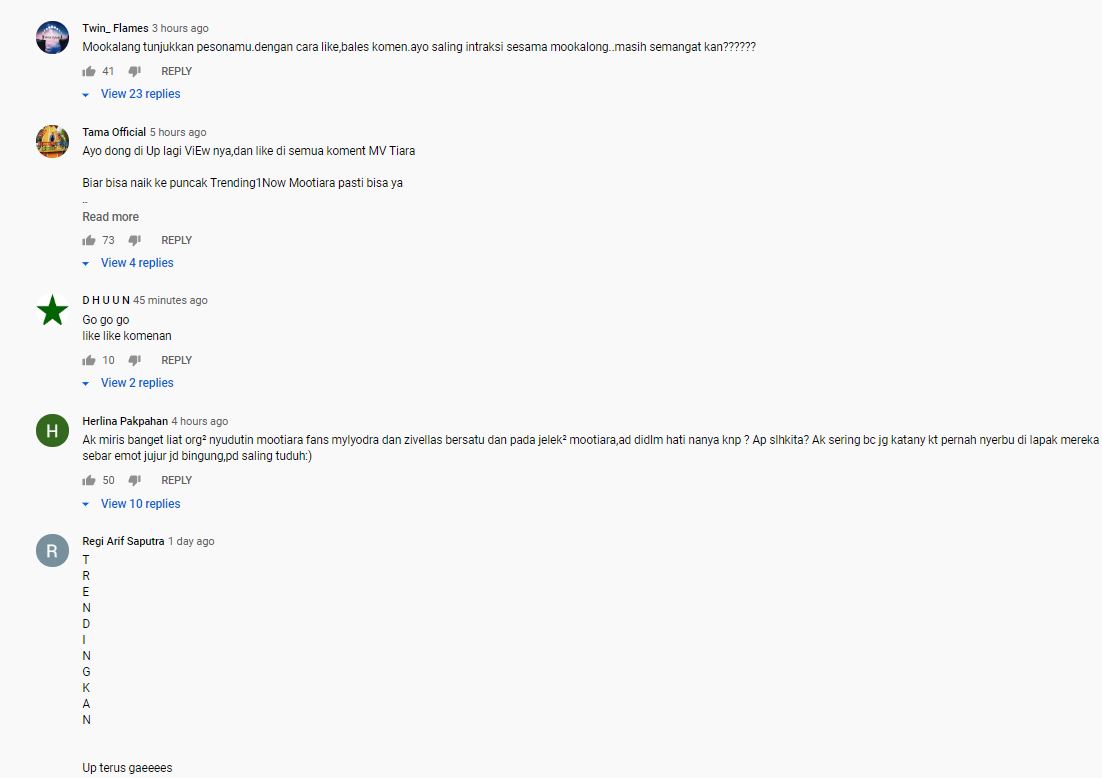 Twin_ Flames 3 hours ago
Mookalang tunjukkan pesonamu.dengan cara like,bales komen.ayo saling intraksi sesama mookalong..masih semangat kan??????
41 REPLY
View 23 replies
Tama Official 5 hours ago
Ayo dong di Up lagi ViEw nya,dan like di semua koment MV Tiara
Biar bisa naik ke puncak Trending1Now Mootiara pasti bisa ya
..
Read more
73 REPLY
View 4 replies
D H U U N 45 minutes ago
Go go go
like like komenan
10 REPLY
View 2 replies
H
Herlina Pakpahan 4 hours ago
Ak miris banget liat org² nyudutin mootiara fans mylyodra dan zivellas bersatu dan pada jelek² mootiara,ad didlm hati nanya knp ? Ap slhkita? Ak sering bc jg katany kt pernah nyerbu di lapak mereka
sebar emot jujur jd bingung,pd saling tuduh:)
50 REPLY
View 10 replies
R
Regi Arif Saputra 1 day ago
T
R
E
N
D
I
N
G
K
A
N
Up terus gaeeees